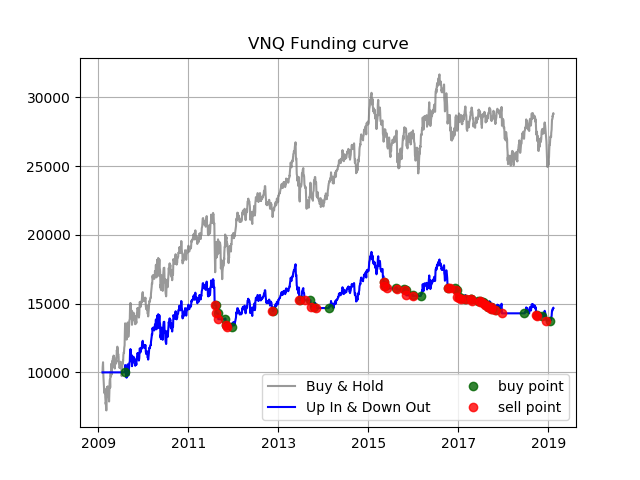 VNQ Funding curve
30000
25000
20000
15000
10000
Buy & Hold
Up In & Down Out
buy point
sell point
2009 2011 2013 2015 2017 2019